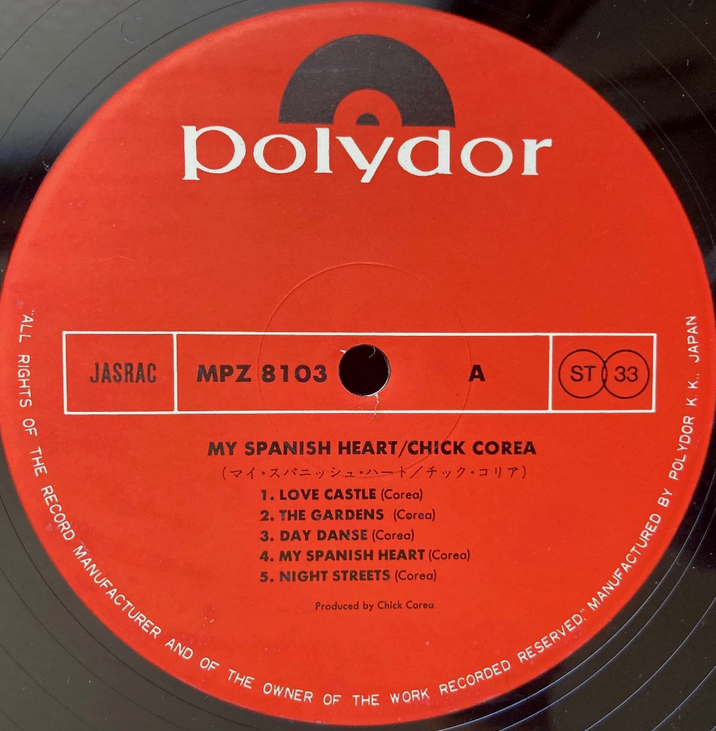 polydor
JASRAC
MPZ 8103
A
ST 33
MY SPANISH HEART/CHICK COREA
(マイ・スパニッシュ・ハート/チック・コリア)
1. LOVE CASTLE (Corea)
2. THE GARDENS (Corea)
3. DAY DANSE (Corea)
4. MY SPANISH HEART (Corea)
5. NIGHT STREETS (Corea)
Produced by Chick Corea
"ALL RIGHTS OF THE RECORD MANUFACTURER AND OF THE OWNER OF THE WORK RECORDED RESERVED." MANUFACTURED BY POLYDOR K.K., JAPAN